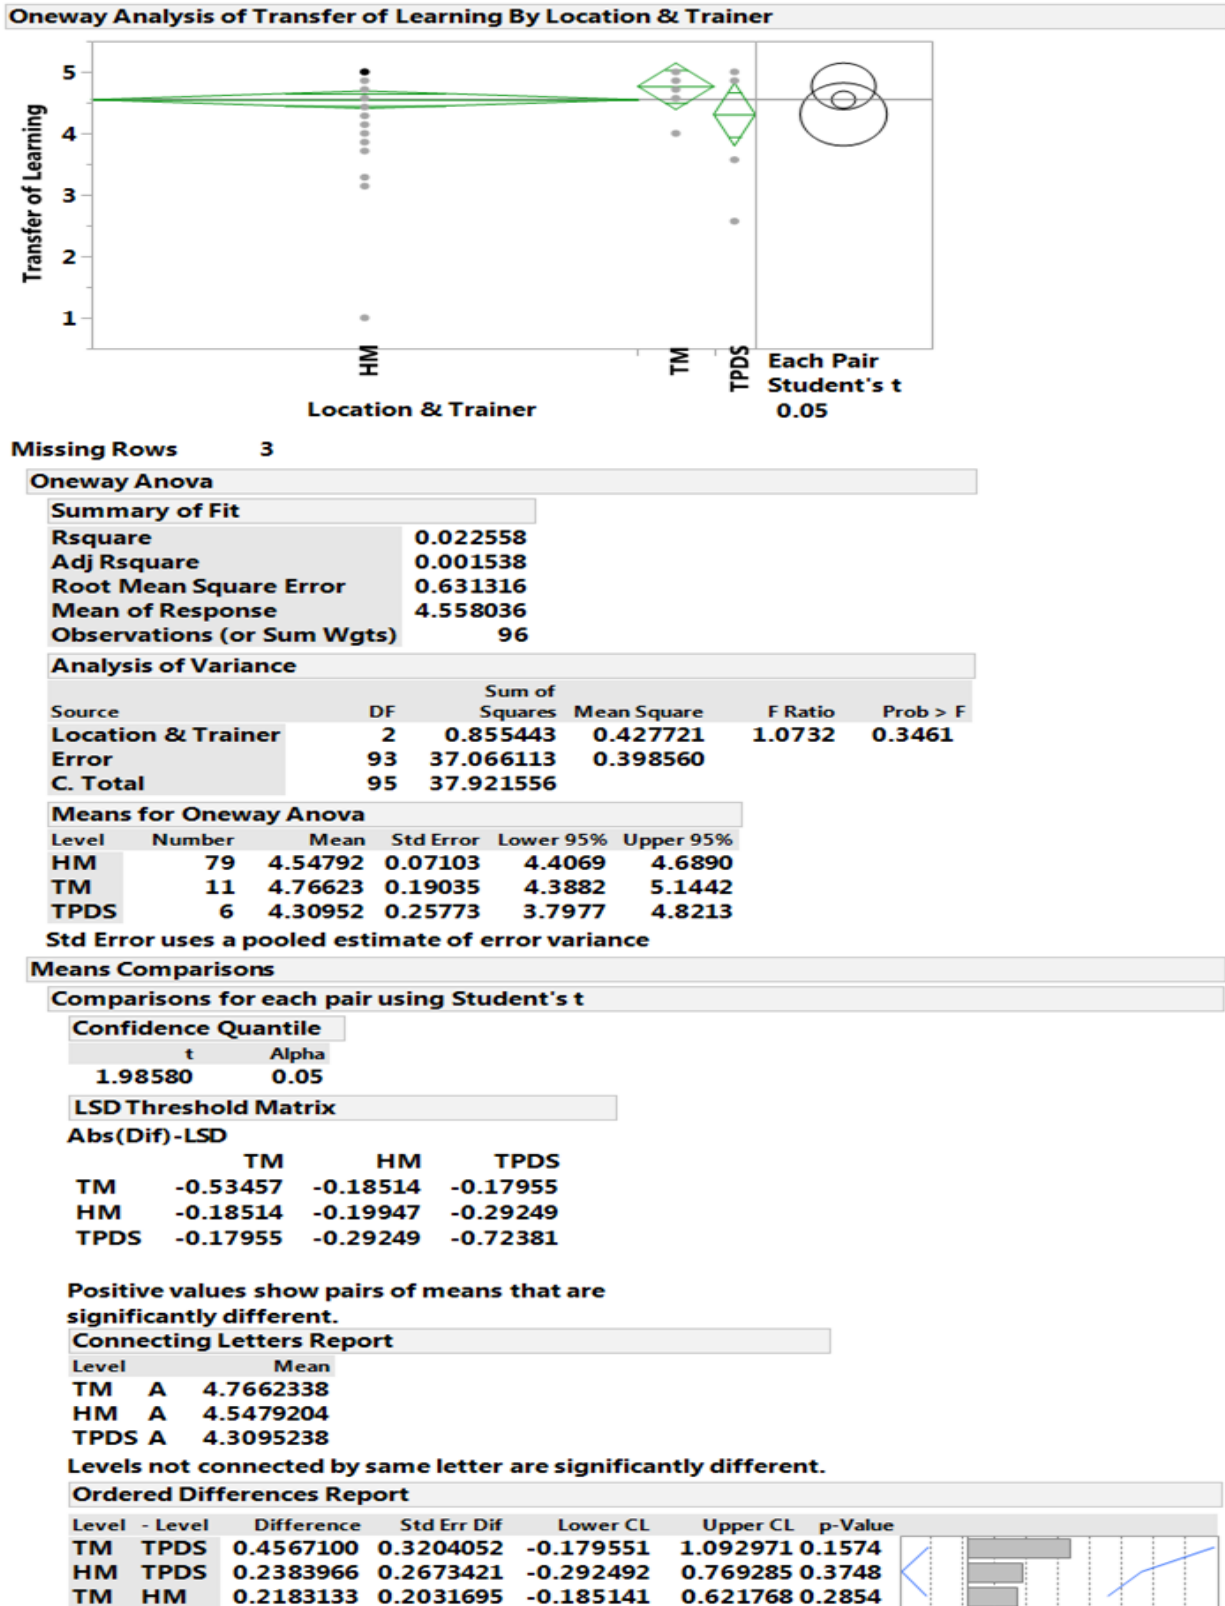 Oneway Analysis of Transfer of Learning By Location & Trainer
Transfer of Learning
5
4
3
2
1
HM
TM
TPDS
Location & Trainer
Each Pair
Student's t
0.05
Missing Rows 3
Oneway Anova
Summary of Fit
Rsquare 0.022558
Adj Rsquare 0.001538
Root Mean Square Error 0.631316
Mean of Response 4.558036
Observations (or Sum Wgts) 96
Analysis of Variance
Source DF Sum of Squares Mean Square F Ratio Prob > F
Location & Trainer 2 0.855443 0.427721 1.0732 0.3461
Error 93 37.066113 0.398560
C. Total 95 37.921556
Means for Oneway Anova
Level Number Mean Std Error Lower 95% Upper 95%
HM 79 4.54792 0.07103 4.4069 4.6890
TM 11 4.76623 0.19035 4.3882 5.1442
TPDS 6 4.30952 0.25773 3.7977 4.8213
Std Error uses a pooled estimate of error variance
Means Comparisons
Comparisons for each pair using Student's t
Confidence Quantile
t Alpha
1.98580 0.05
LSD Threshold Matrix
Abs(Dif)-LSD
TM HM TPDS
TM -0.53457 -0.18514 -0.17955
HM -0.18514 -0.19947 -0.29249
TPDS -0.17955 -0.29249 -0.72381
Positive values show pairs of means that are
significantly different.
Connecting Letters Report
Level Mean
TM A 4.7662338
HM A 4.5479204
TPDS A 4.3095238
Levels not connected by same letter are significantly different.
Ordered Differences Report
Level - Level Difference Std Err Dif Lower CL Upper CL p-Value
TM TPDS 0.4567100 0.3204052 -0.179551 1.092971 0.1574
HM TPDS 0.2383966 0.2673421 -0.292492 0.769285 0.3748
TM HM 0.2183133 0.2031695 -0.185141 0.621768 0.2854